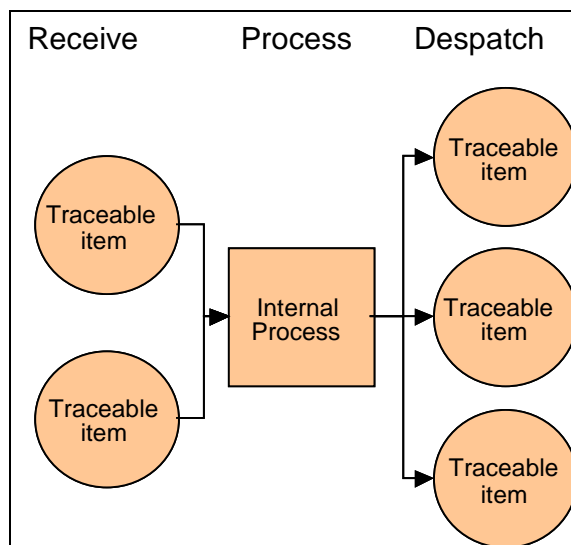 Receive Process Despatch
Traceable
item
Traceable
item
Internal
Process
Traceable
item
Traceable
item
Traceable
item